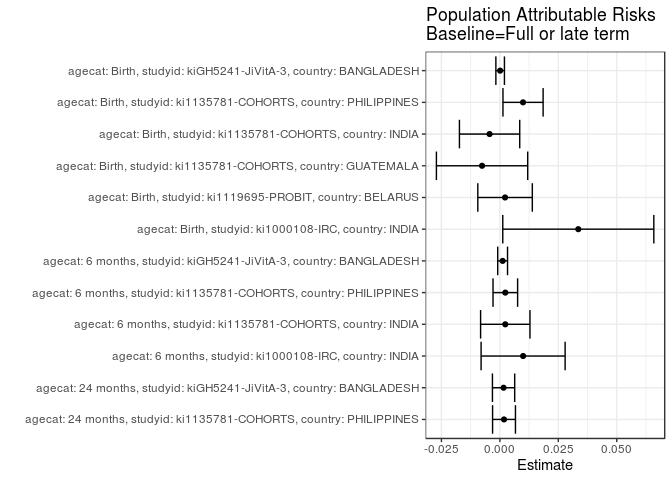 Population Attributable Risks
Baseline=Full or late term
agecat: Birth, studyid: kiGH5241-JiVitA-3, country: BANGLADESH
agecat: Birth, studyid: ki1135781-COHORTS, country: PHILIPPINES
agecat: Birth, studyid: ki1135781-COHORTS, country: INDIA
agecat: Birth, studyid: ki1135781-COHORTS, country: GUATEMALA
agecat: Birth, studyid: ki1119695-PROBIT, country: BELARUS
agecat: Birth, studyid: ki1000108-IRC, country: INDIA
agecat: 6 months, studyid: kiGH5241-JiVitA-3, country: BANGLADESH
agecat: 6 months, studyid: ki1135781-COHORTS, country: PHILIPPINES
agecat: 6 months, studyid: ki1135781-COHORTS, country: INDIA
agecat: 6 months, studyid: ki1000108-IRC, country: INDIA
agecat: 24 months, studyid: kiGH5241-JiVitA-3, country: BANGLADESH
agecat: 24 months, studyid: ki1135781-COHORTS, country: PHILIPPINES
-0.025 0.000 0.025 0.050
Estimate